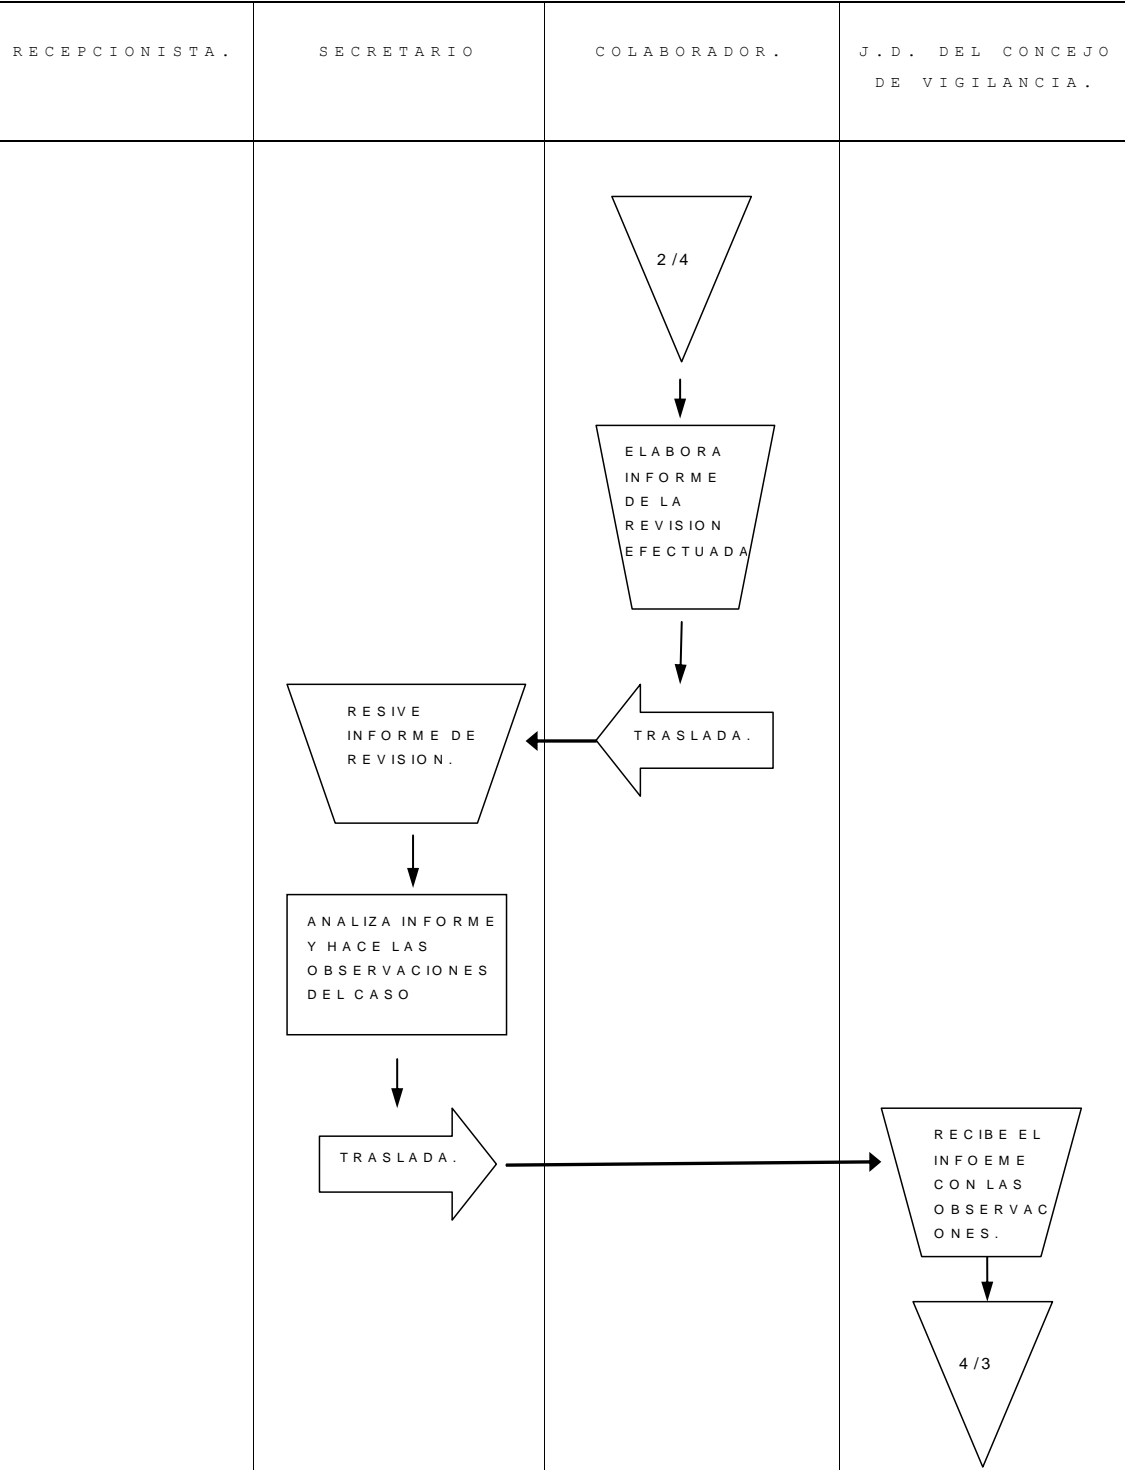 RECEPCIONISTA.
SECRETARIO
COLABORADOR.
J.D. DEL CONCEJO
DE VIGILANCIA.
2/4
ELABORA
INFORME
DE LA
REVISION
EFECTUADA
TRASLADA.
RESIVE
INFORME DE
REVISION.
ANALIZA INFORME
Y HACE LAS
OBSERVACIONES
DEL CASO
TRASLADA.
RECIBE EL
INFOEME
CON LAS
OBSERVAC
ONES.
4/3